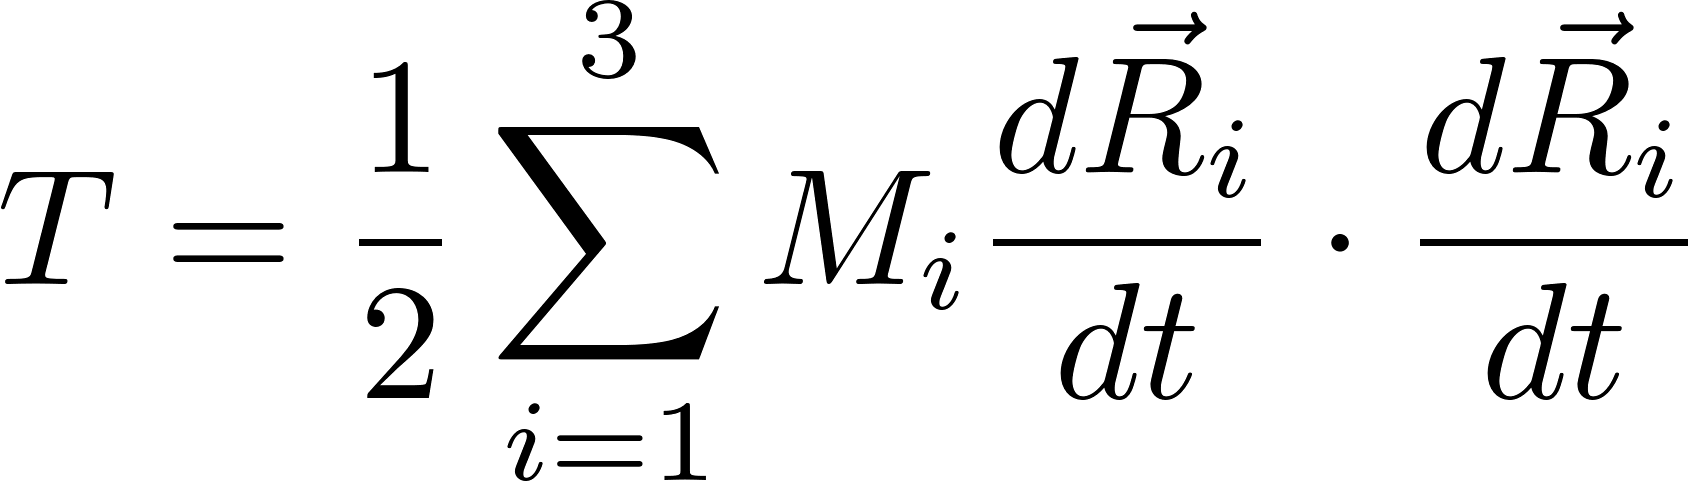 T = \frac{1}{2} \sum_{i=1}^{3} M_i \frac{d\vec{R}_i}{dt} \cdot \frac{d\vec{R}_i}{dt}